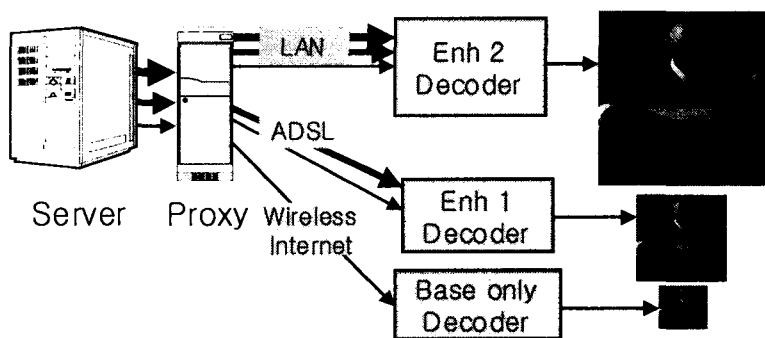 LAN
Enh 2
Decoder
ADSL
Server
Proxy
Wireless
Internet
Enh 1
Decoder
Base only
Decoder